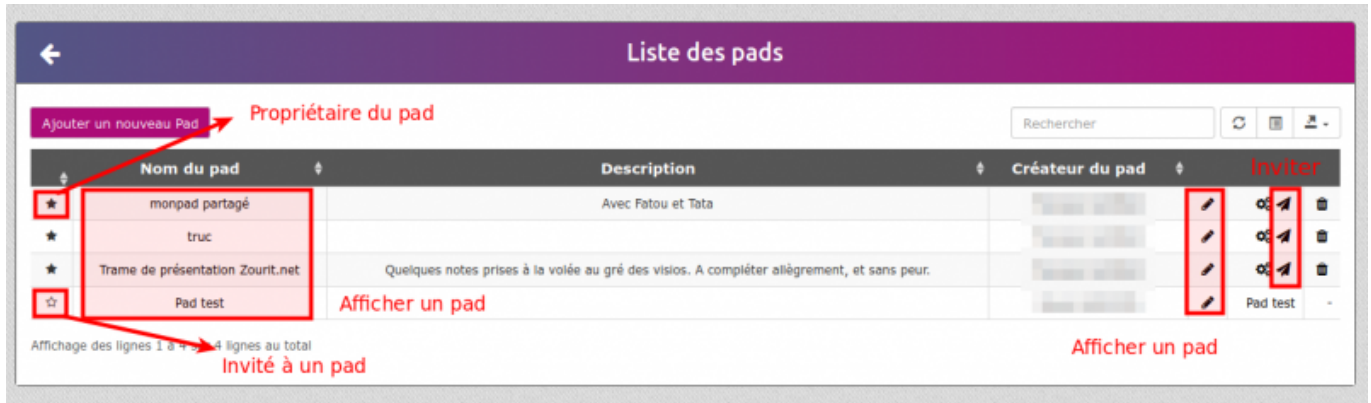 Liste des pads
Propriétaire du pad
Ajouter un nouveau Pad
Rechercher
Nom du pad Description Créateur du pad Inviter
monpad partagé Avec Fatou et Tata
truc
Trame de présentation Zourit.net Quelques notes prises à la volée au gré des visios. A compléter allègrement, et sans peur.
Pad test Afficher un pad Pad test -
Affichage des lignes 1 à 4 4 lignes au total
Afficher un pad
Invité à un pad